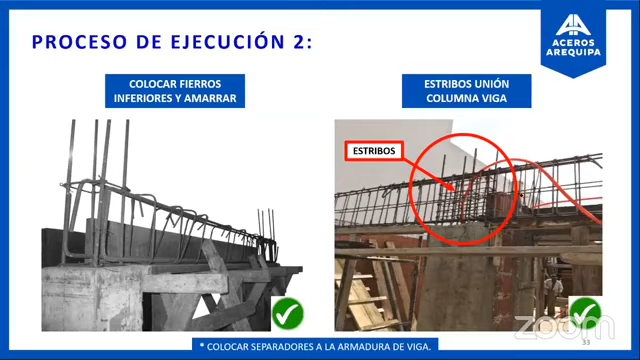 PROCESO DE EJECUCIÓN 2:
ACEROS
AREQUIPA
COLOCAR FIERROS
INFERIORES Y AMARRAR
ESTRIBOS UNIÓN
COLUMNA VIGA
ESTRIBOS
zoom
* COLOCAR SEPARADORES A LA ARMADURA DE VIGA.
33